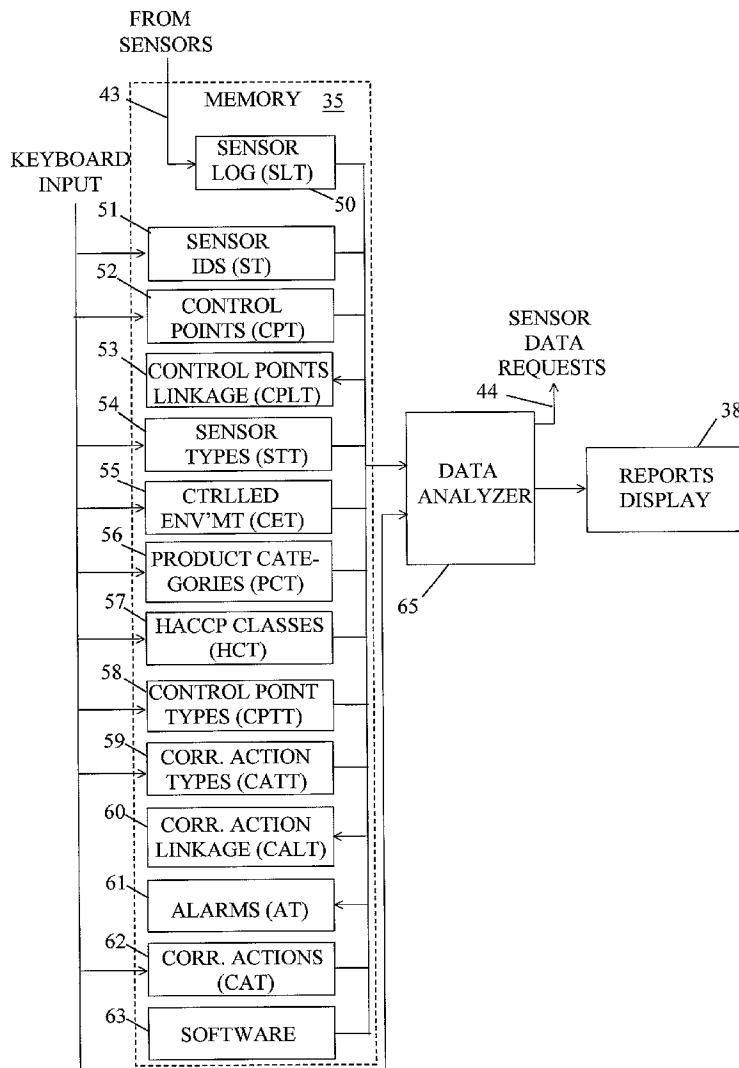 FROM
SENSORS
43
MEMORY 35
KEYBOARD
INPUT
SENSOR
LOG (SLT)
50
51
SENSOR
IDS (ST)
52
CONTROL
POINTS (CPT)
53
CONTROL POINTS
LINKAGE (CPLT)
54
SENSOR
TYPES (STT)
55
CTRLLED
ENV'MT (CET)
56
PRODUCT CATE-
GORIES (PCT)
57
HACCP CLASSES
(HCT)
58
CONTROL POINT
TYPES (CPTT)
59
CORR. ACTION
TYPES (CATT)
60
CORR. ACTION
LINKAGE (CALT)
61
ALARMS (AT)
62
CORR. ACTIONS
(CAT)
63
SOFTWARE
SENSOR
DATA
REQUESTS
44
DATA
ANALYZER
65
38
REPORTS
DISPLAY